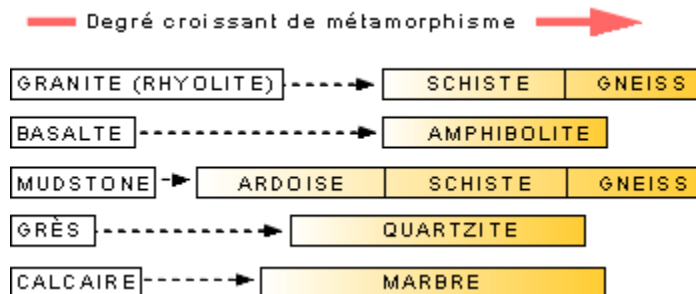 Degré croissant de métamorphisme
GRANITE (RHYOLITE) SCHISTE GNEISS
BASALTE AMPHIBOLITE
MUDSTONE ARDOISE SCHISTE GNEISS
GRÈS QUARTZITE
CALCAIRE MARBRE